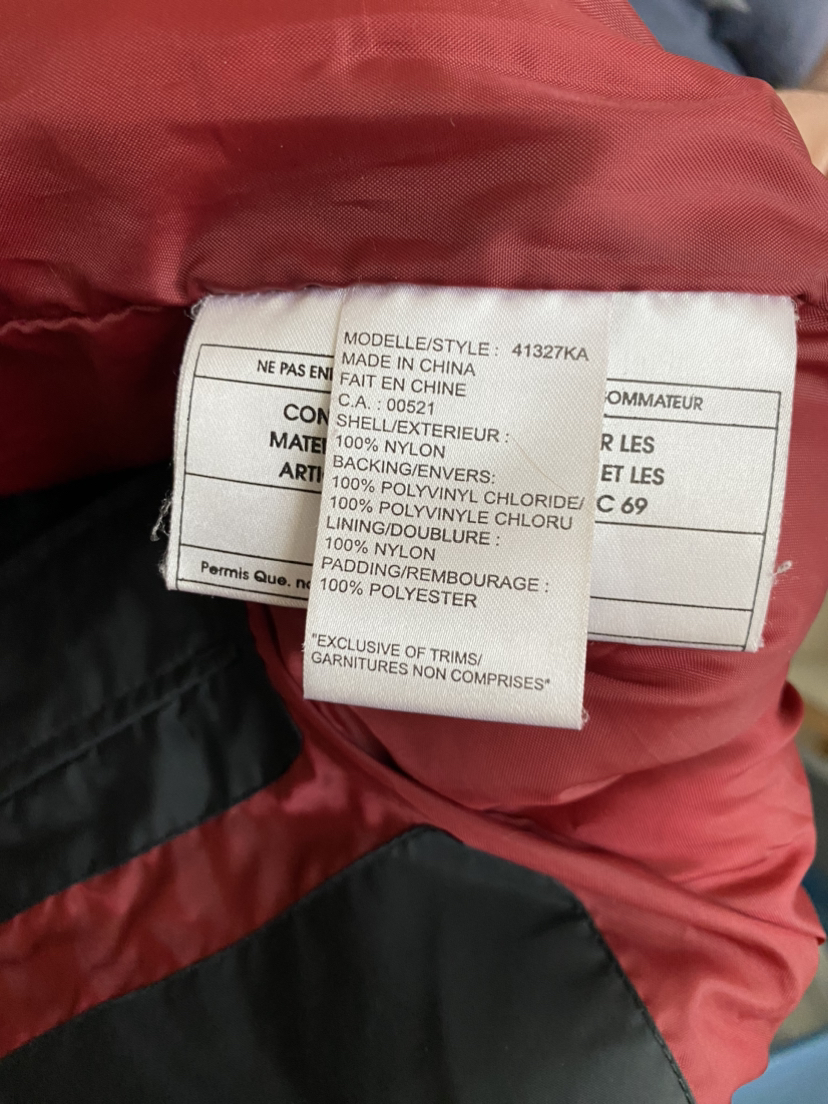 MODELLE/STYLE : 41327KA
MADE IN CHINA
FAIT EN CHINE
C.A. : 00521
SHELL/EXTERIEUR :
100% NYLON
BACKING/ENVERS:
100% POLYVINYL CHLORIDE/
100% POLYVINYLE CHLORU
LINING/DOUBLURE :
100% NYLON
PADDING/REMBOURAGE :
100% POLYESTER
"EXCLUSIVE OF TRIMS/
GARNITURES NON COMPRISES"
NE PAS
OMMATEUR
CON
R LES
MATE
ET LES
ARTI
C 69
Permis Que. no